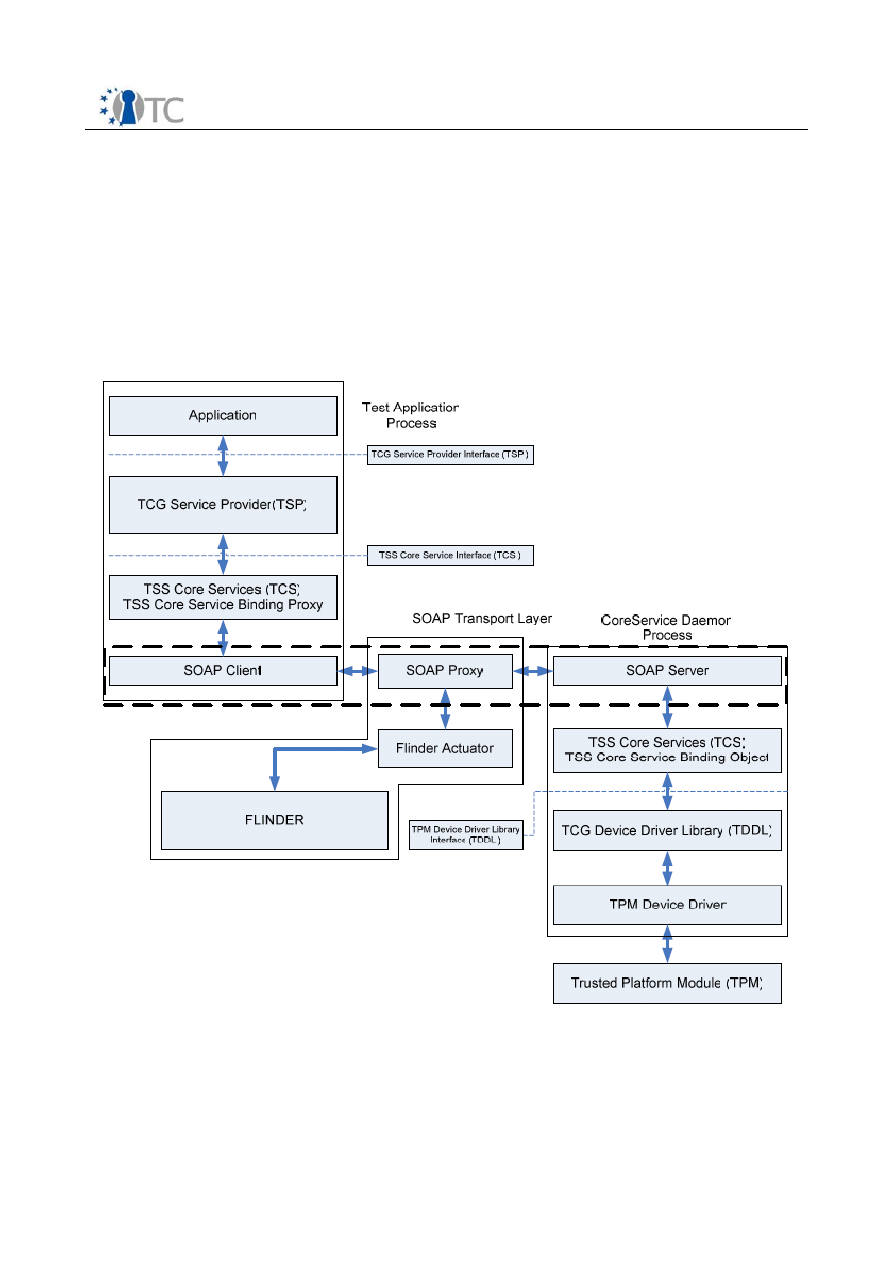 TC
Application
Test Application
Process
TCG Service Provider Interface (TSPI)
TCG Service Provider(TSP)
TSS Core Service Interface (TCSI)
TSS Core Services (TCS)
TSS Core Service Binding Proxy
SOAP Transport Layer
CoreService Daemon
Process
SOAP Client
SOAP Proxy
SOAP Server
Flinder Actuator
TSS Core Services (TCS)
TSS Core Service Binding Object
FLINDER
TPM Device Driver Library
Interface (TDDL)
TCG Device Driver Library (TDDL)
TPM Device Driver
Trusted Platform Module (TPM)